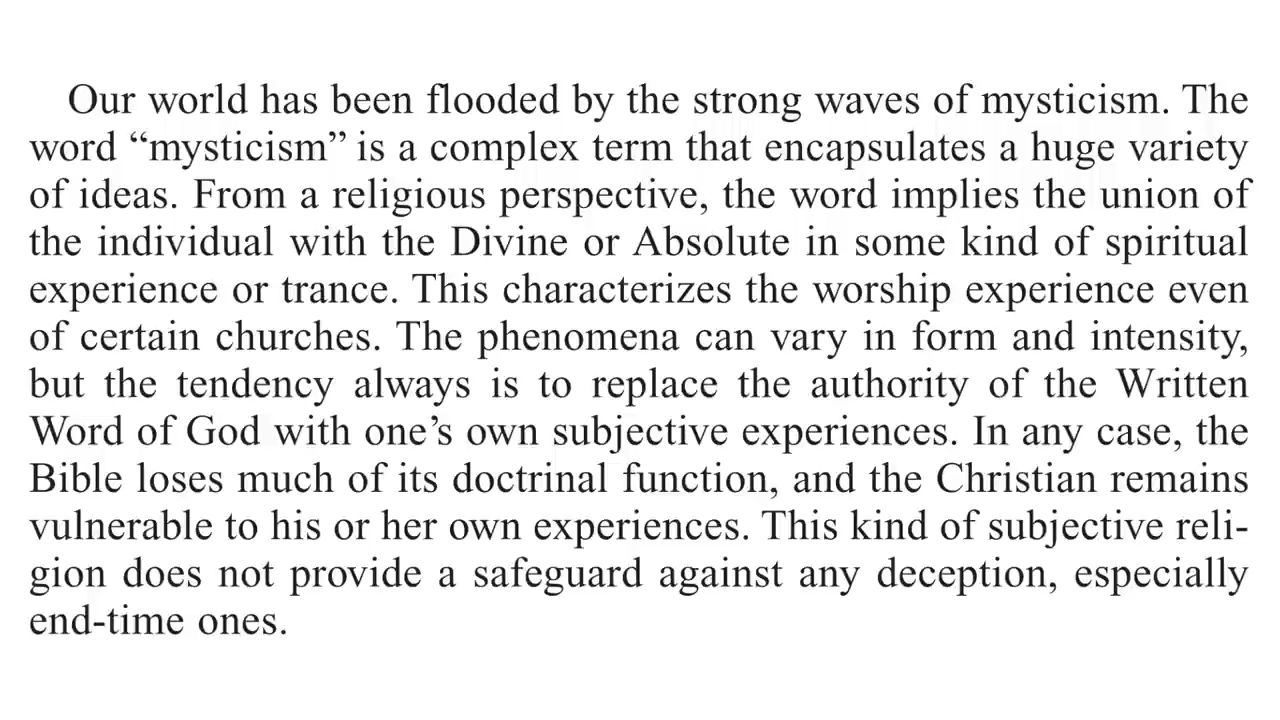 Our world has been flooded by the strong waves of mysticism. The
word “mysticism” is a complex term that encapsulates a huge variety
of ideas. From a religious perspective, the word implies the union of
the individual with the Divine or Absolute in some kind of spiritual
experience or trance. This characterizes the worship experience even
of certain churches. The phenomena can vary in form and intensity,
but the tendency always is to replace the authority of the Written
Word of God with one’s own subjective experiences. In any case, the
Bible loses much of its doctrinal function, and the Christian remains
vulnerable to his or her own experiences. This kind of subjective reli-
gion does not provide a safeguard against any deception, especially
end-time ones.